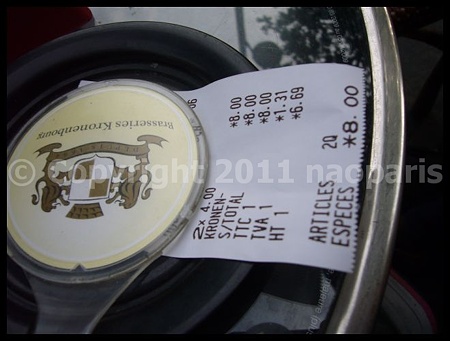 Brasseries Kronenbourg
06
2x 4.00
KRONEN- *8.00
S/TOTAL *8.00
TTC 1 *8.00
TVA 1 *1.31
HT 1 *6.69
ARTICLES 2Q
ESPECES *8.00
© Copyright 2011 naoparis